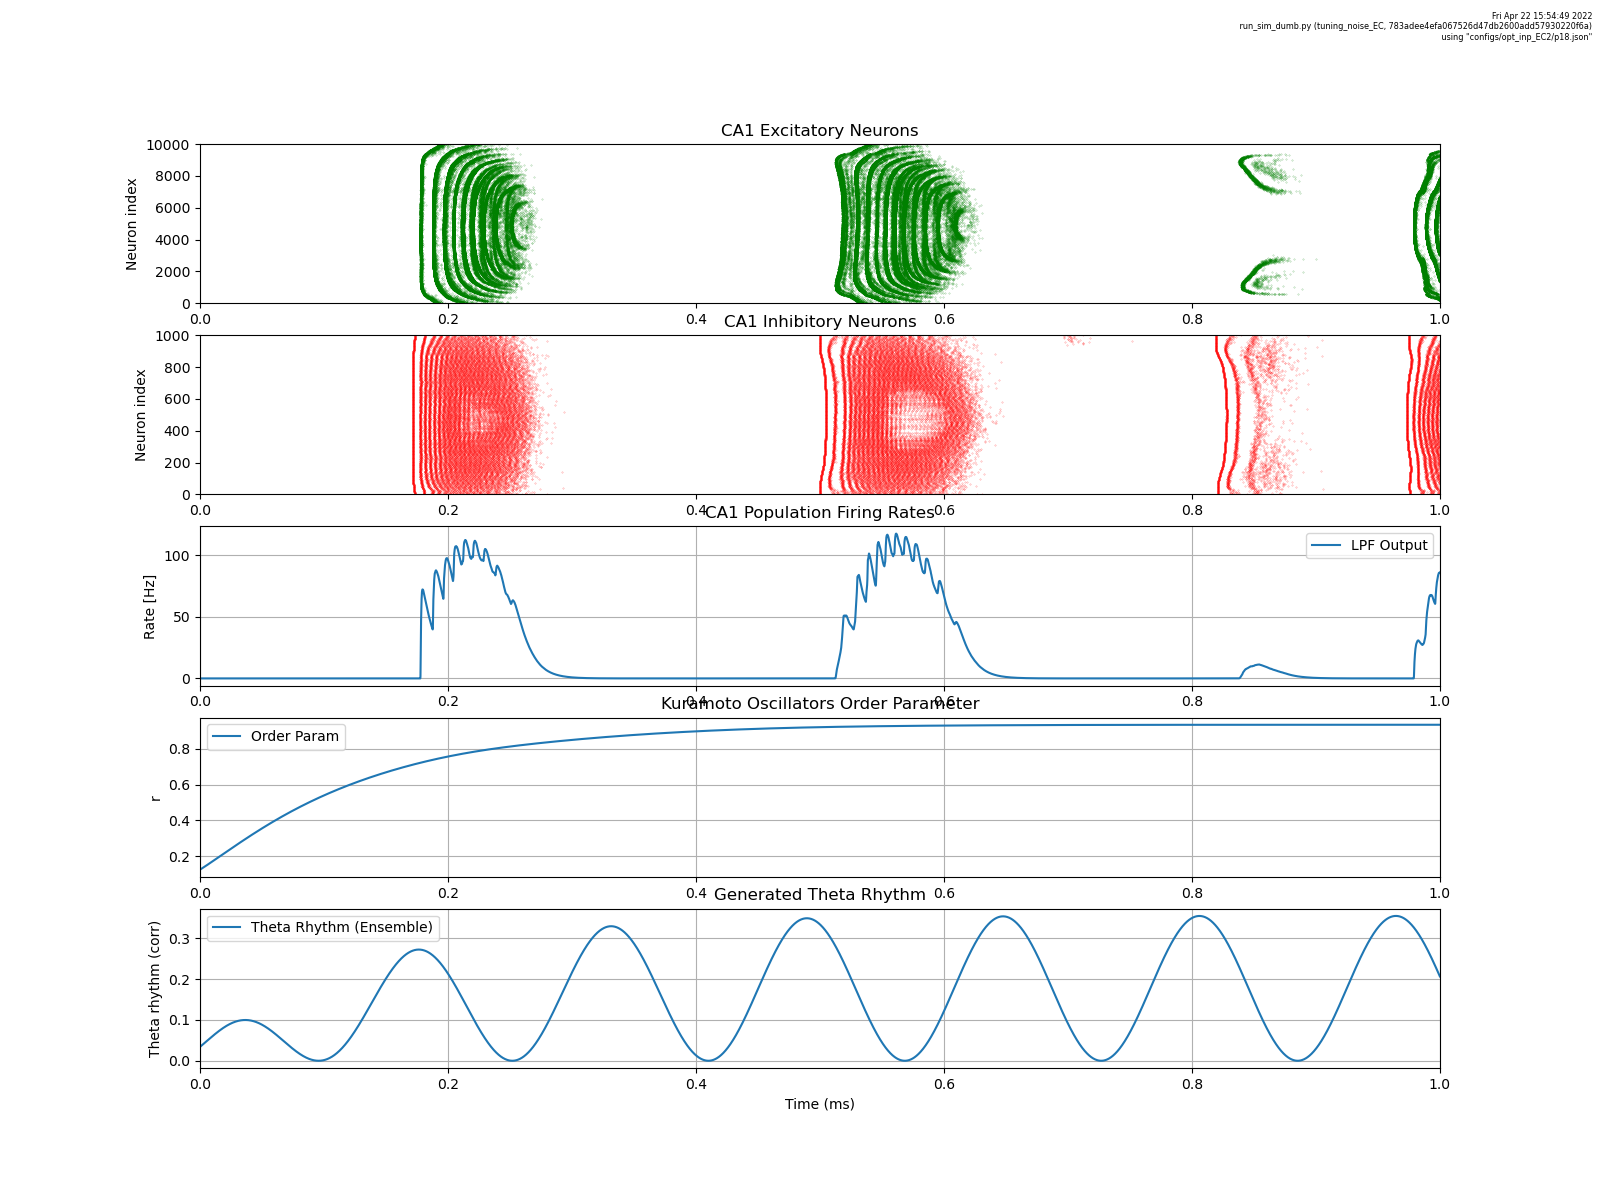 Fri Apr 22 15:54:49 2022
run_sim_dumb.py (tuning_noise_EC, 783adee4efa067526d47db2600add57930220f6a)
using "configs/opt_inp_EC2/p18.json"
CA1 Excitatory Neurons
Neuron index
10000
8000
6000
4000
2000
0
0.0 0.2 0.4 0.6 0.8 1.0
CA1 Inhibitory Neurons
Neuron index
1000
800
600
400
200
0
0.0 0.2 0.4 0.6 0.8 1.0
CA1 Population Firing Rates
Rate [Hz]
100
50
0
LPF Output
0.0 0.2 0.4 0.6 0.8 1.0
Kuramoto Oscillators Order Parameter
r
0.8
0.6
0.4
0.2
Order Param
0.0 0.2 0.4 0.6 0.8 1.0
Generated Theta Rhythm
Theta rhythm (corr)
0.3
0.2
0.1
0.0
Theta Rhythm (Ensemble)
0.0 0.2 0.4 0.6 0.8 1.0
Time (ms)